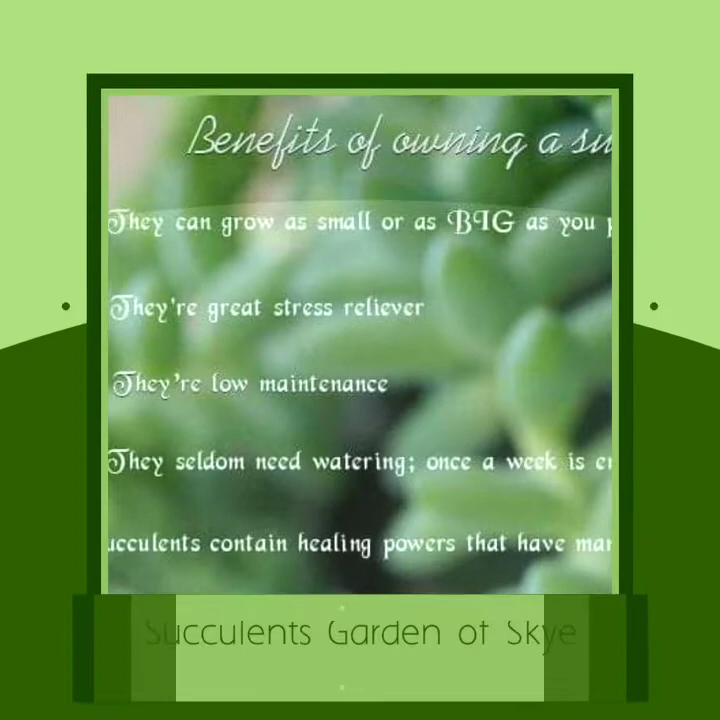 Benefits of owning a su
They can grow as small or as BIG as you
They're great stress reliever
They're low maintenance
They seldom need watering; once a week is
ucculents contain healing powers that have
Succulents Garden of Skye